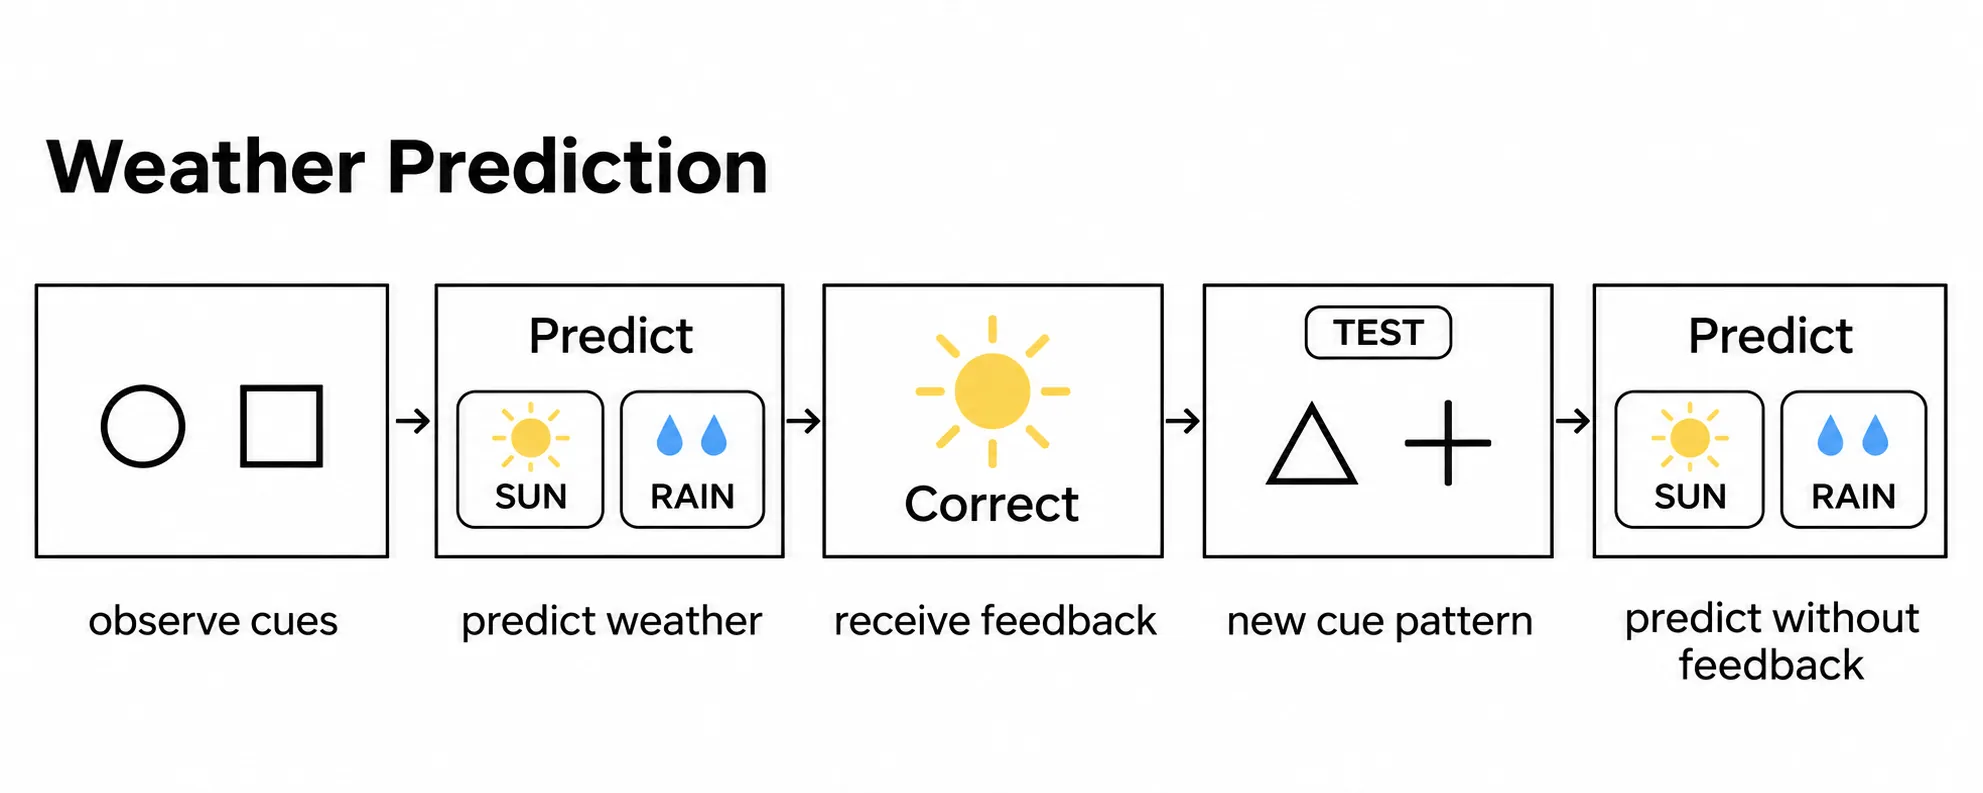 Weather Prediction
Predict
SUN
RAIN
Correct
TEST
Predict
SUN
RAIN
observe cues
predict weather
receive feedback
new cue pattern
predict without
feedback